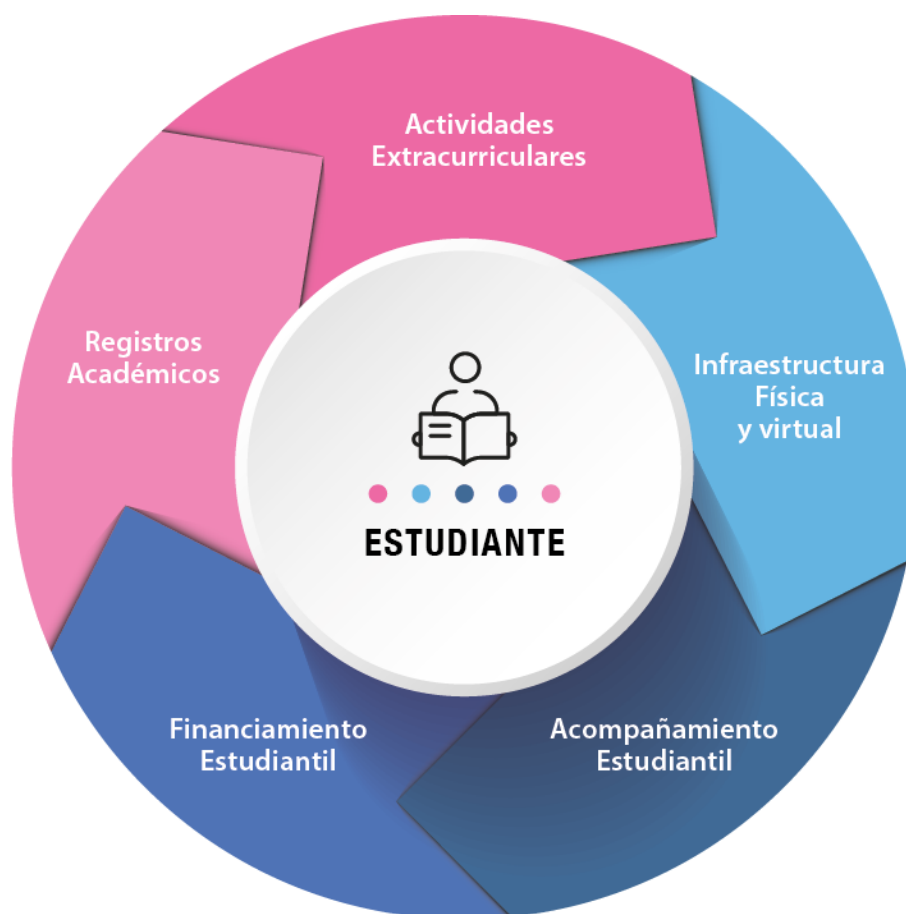 Actividades
Extracurriculares
Infraestructura
Física
y virtual
Acompañamiento
Estudiantil
Financiamiento
Estudiantil
Registros
Académicos
ESTUDIANTE